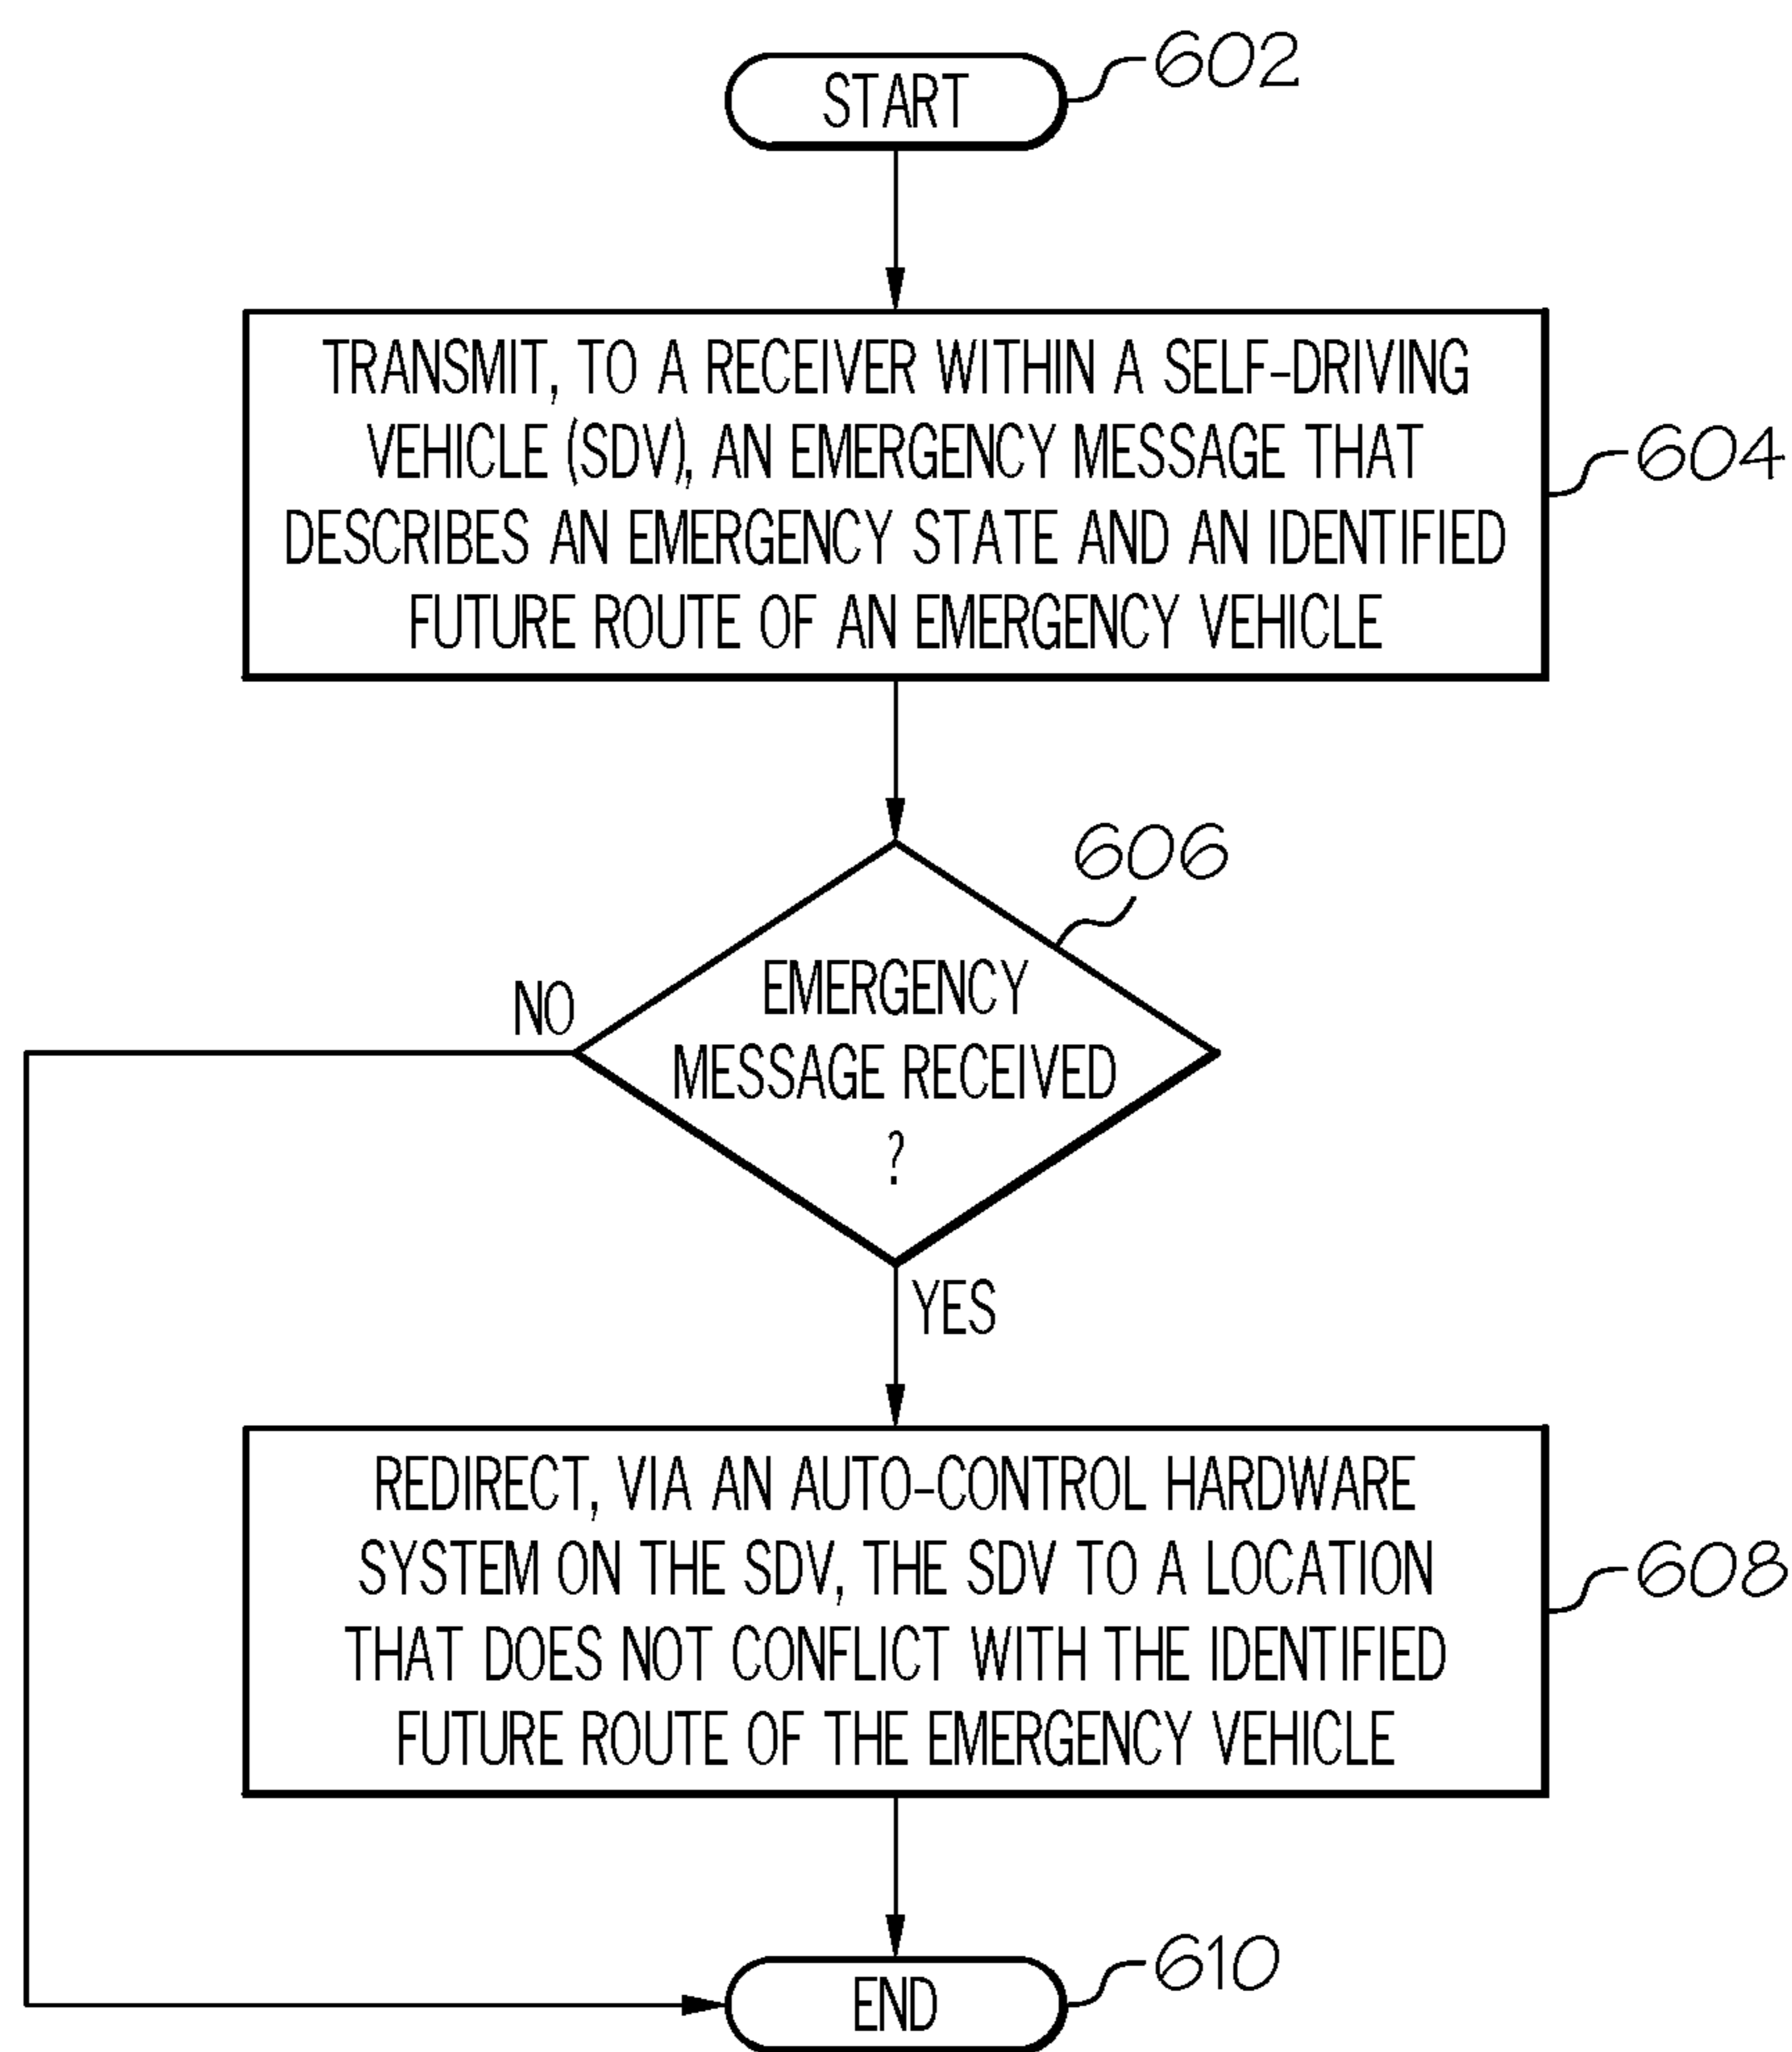 START
602
TRANSMIT, TO A RECEIVER WITHIN A SELF-DRIVING
VEHICLE (SDV), AN EMERGENCY MESSAGE THAT
DESCRIBES AN EMERGENCY STATE AND AN IDENTIFIED
FUTURE ROUTE OF AN EMERGENCY VEHICLE
604
606
EMERGENCY
MESSAGE RECEIVED
?
NO
YES
REDIRECT, VIA AN AUTO-CONTROL HARDWARE
SYSTEM ON THE SDV, THE SDV TO A LOCATION
THAT DOES NOT CONFLICT WITH THE IDENTIFIED
FUTURE ROUTE OF THE EMERGENCY VEHICLE
608
END
610